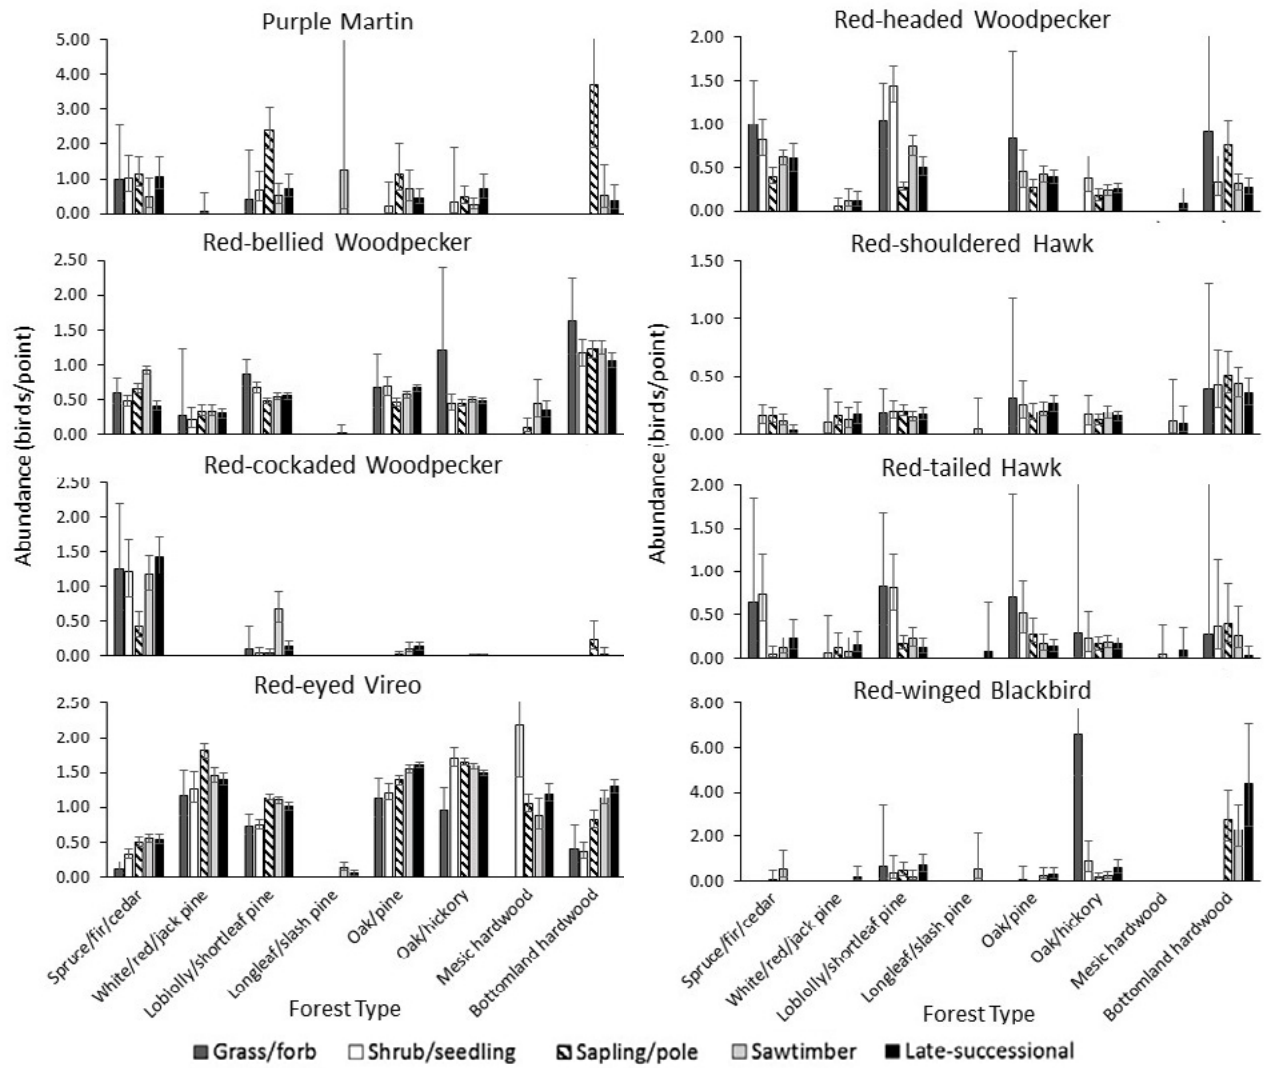 Purple Martin
5.00
4.00
3.00
2.00
1.00
0.00
Red-bellied Woodpecker
2.50
2.00
1.50
1.00
0.50
0.00
Red-cockaded Woodpecker
2.50
2.00
1.50
1.00
0.50
0.00
Red-eyed Vireo
2.50
2.00
1.50
1.00
0.50
0.00
Abundance (birds/point)
Spruce/fir/cedar
White/red/jack pine
Loblolly/shortleaf pine
Longleaf/slash pine
Oak/pine
Oak/hickory
Mesic hardwood
Bottomland hardwood
Forest Type
Red-headed Woodpecker
2.00
1.50
1.00
0.50
0.00
Red-shouldered Hawk
1.50
1.00
0.50
0.00
Red-tailed Hawk
2.00
1.50
1.00
0.50
0.00
Red-winged Blackbird
8.00
6.00
4.00
2.00
0.00
Abundance (birds/point)
Spruce/fir/cedar
White/red/jack pine
Loblolly/shortleaf pine
Longleaf/slash pine
Oak/pine
Oak/hickory
Mesic hardwood
Bottomland hardwood
Forest Type
Grass/forb Shrub/seedling Sapling/pole Sawtimber Late-successional